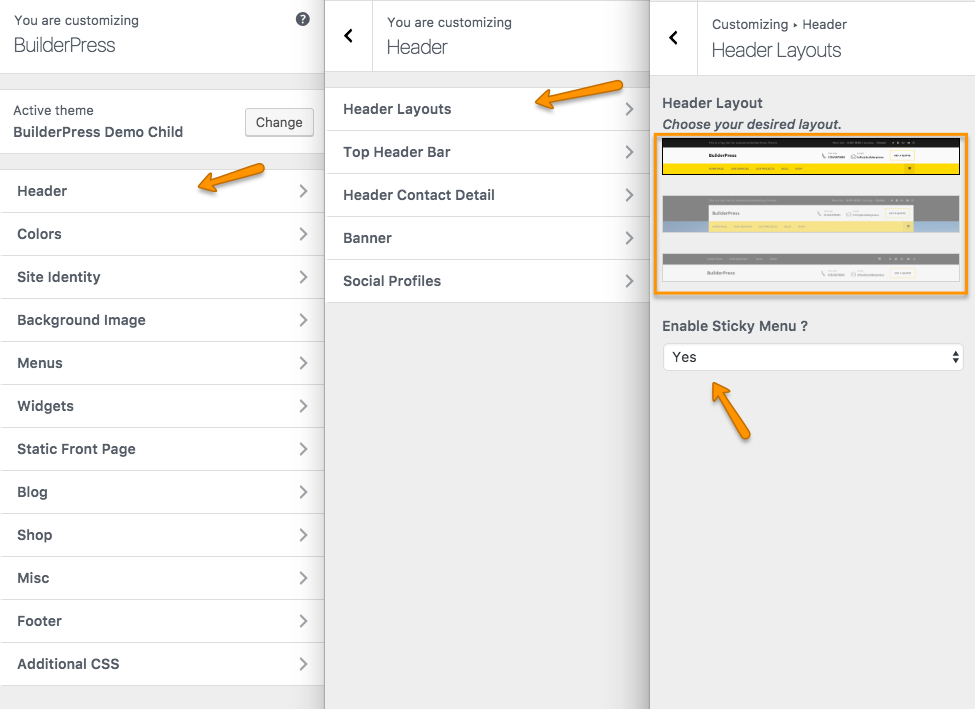 You are customizing
?
BuilderPress
Active theme
BuilderPress Demo Child
Change
Header
Colors
Site Identity
Background Image
Menus
Widgets
Static Front Page
Blog
Shop
Misc
Footer
Additional CSS
You are customizing
Header
Header Layouts
Top Header Bar
Header Contact Detail
Banner
Social Profiles
Customizing ▸ Header
Header Layouts
Header Layout
Choose your desired layout.
BuilderPress
BuilderPress
BuilderPress
Enable Sticky Menu ?
Yes